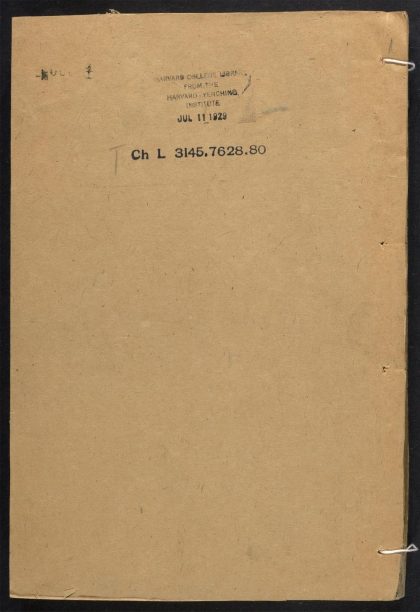 HARVARD COLLEGE LIBRARY
FROM THE
HARVARD-YENCHING
INSTITUTE
JUL 11 1929
Ch L 3145.7628.80